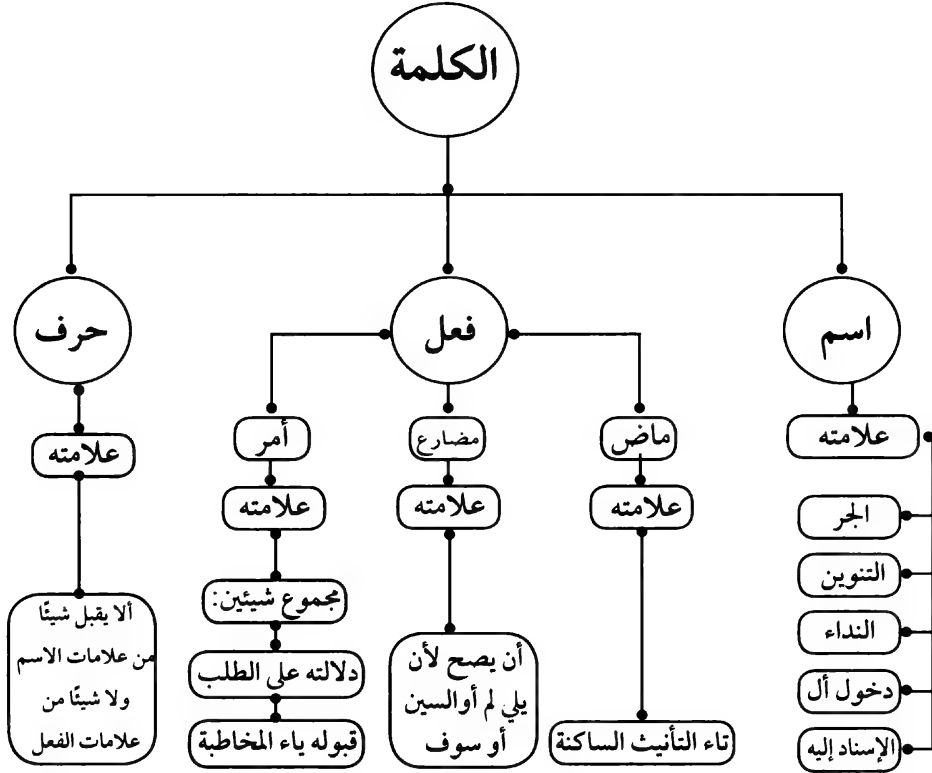 الكلمة
اسم
فعل
حرف
علامته
الجر
التنوين
النداء
دخول أل
الإسناد إليه
ماض
علامته
تاء التأنيث الساكنة
مضارع
علامته
أن يصح لأن
يلي لم أوالسين
أو سوف
أمر
علامته
مجموع شيئين:
دلالته على الطلب
قبوله ياء المخاطبة
علامته
ألا يقبل شيئًا
من علامات الاسم
ولا شيئًا من
علامات الفعل